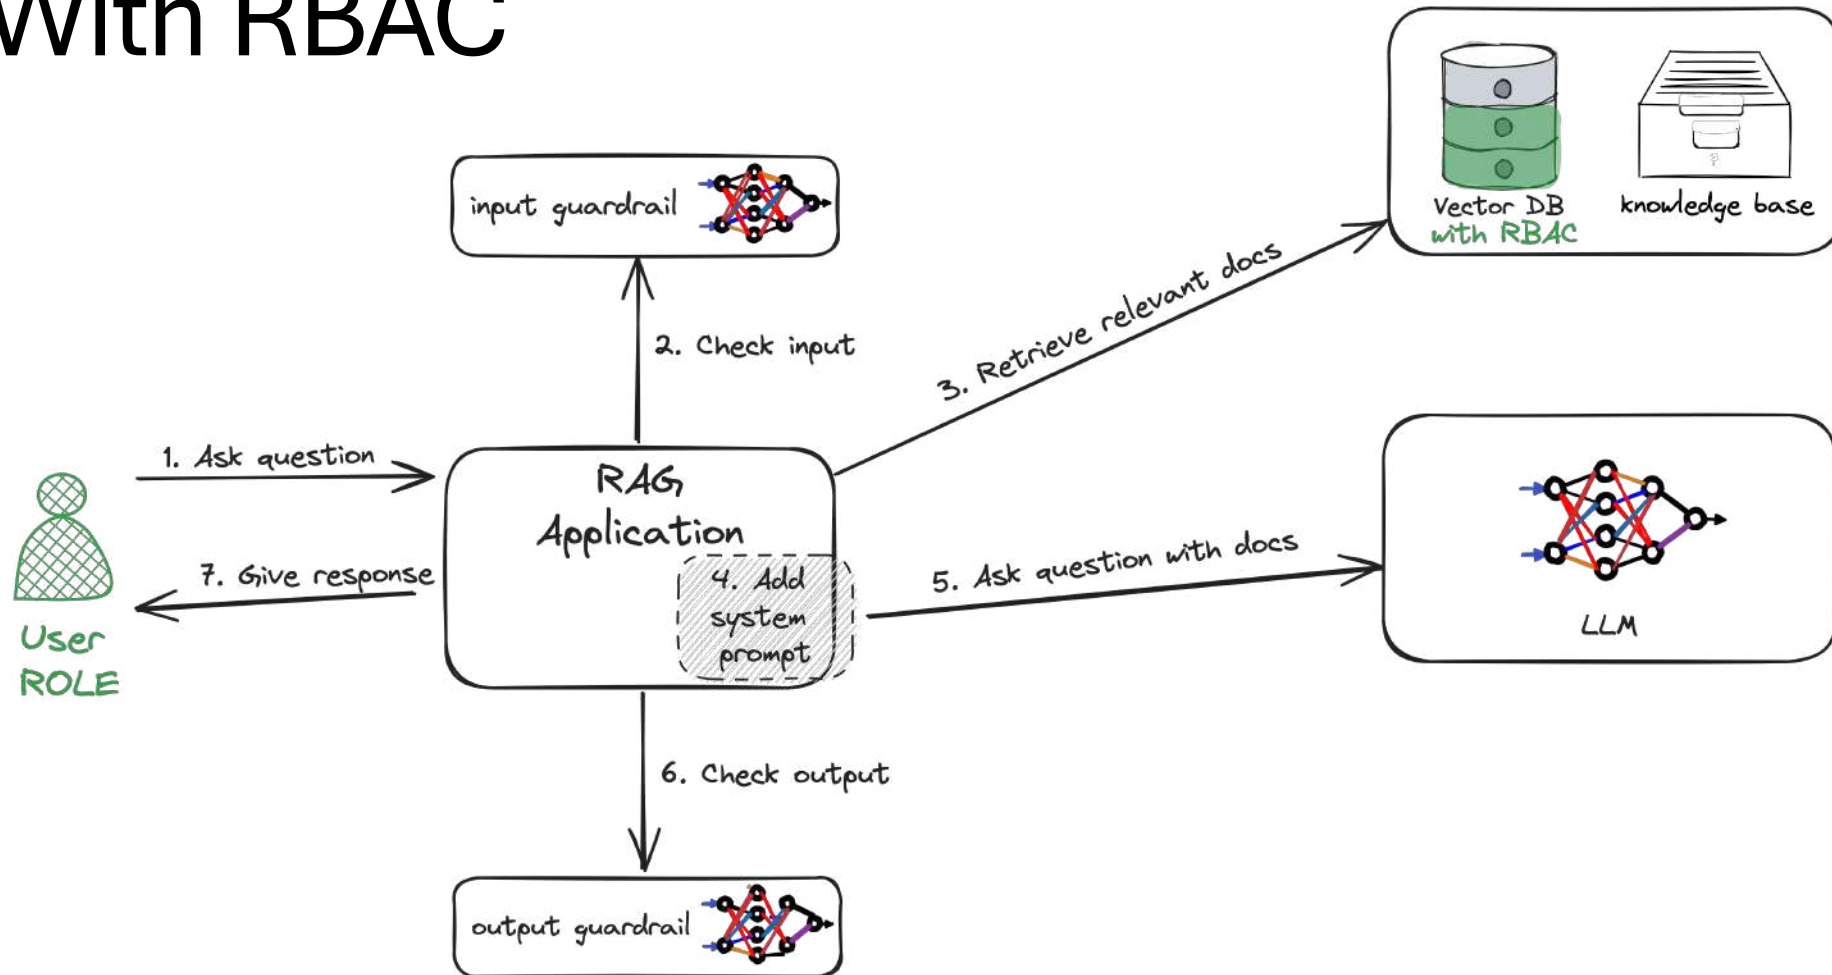 With RBAC
input guardrail
Vector DB
with RBAC
knowledge base
2. Check input
3. Retrieve relevant docs
1. Ask question
RAG
Application
4. Add
system
prompt
5. Ask question with docs
7. Give response
User
ROLE
LLM
6. Check output
output guardrail